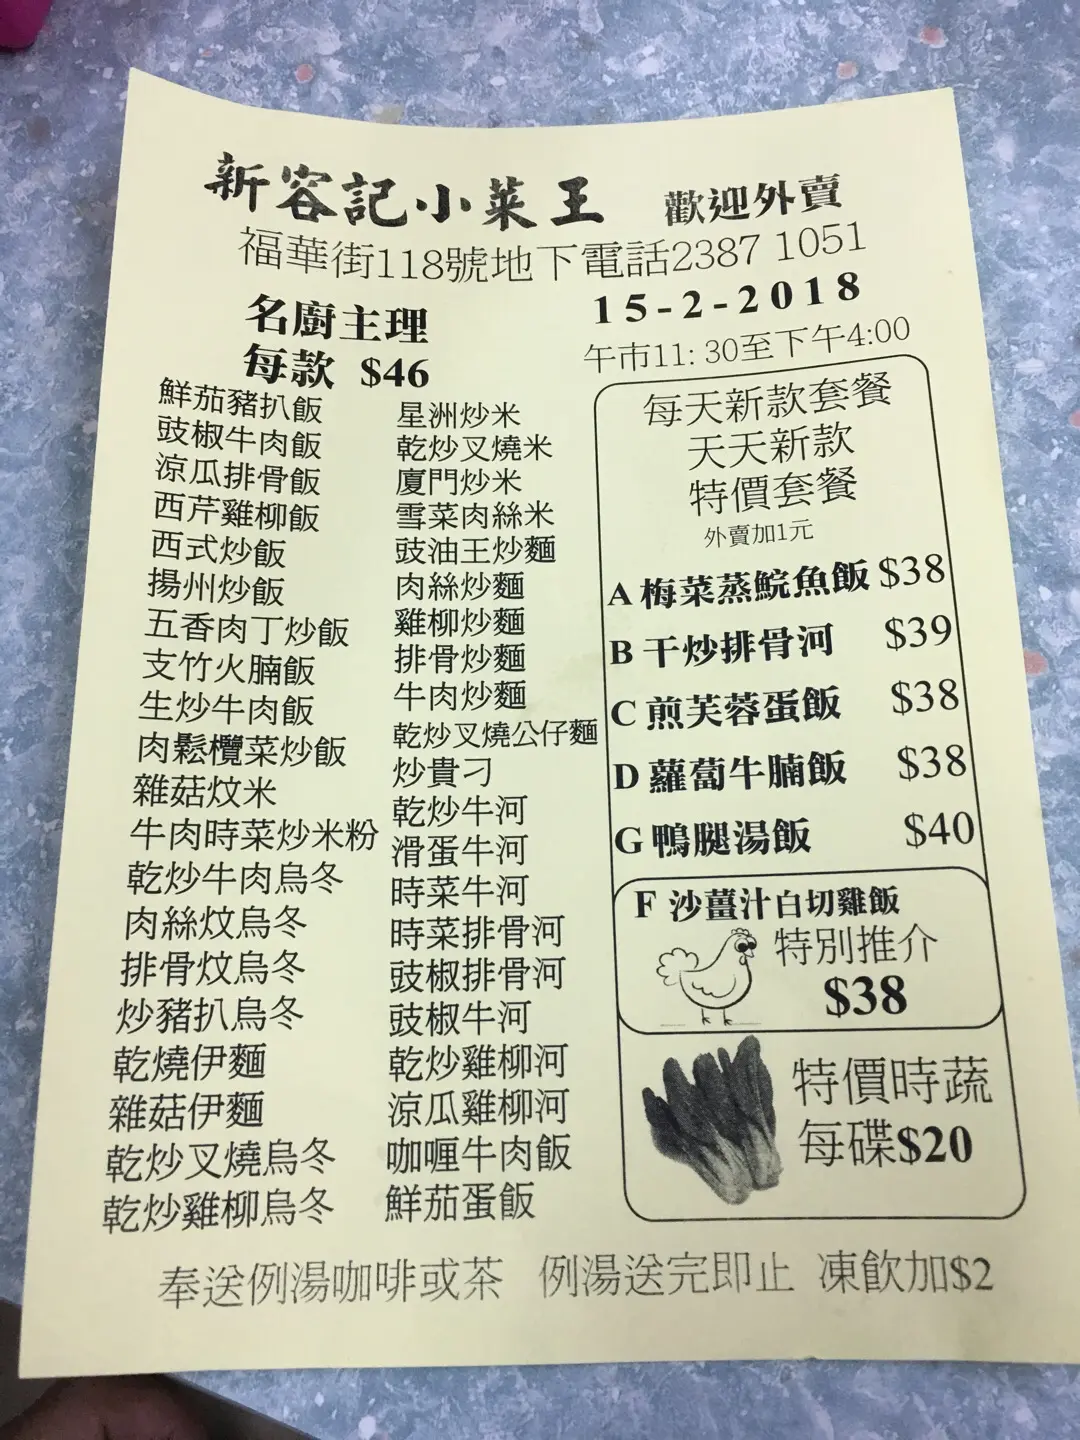 新容記小菜王 歡迎外賣
福華街118號地下電話2387 1051
名廚主理
每款 $46
鮮茄豬扒飯
豉椒牛肉飯
涼瓜排骨飯
西芹雞柳飯
西式炒飯
揚州炒飯
五香肉丁炒飯
支竹火腩飯
生炒牛肉飯
肉鬆欖菜炒飯
雜菇炆米
牛肉時菜炒米粉
乾炒牛肉烏冬
肉絲炆烏冬
排骨炆烏冬
炒豬扒烏冬
乾燒伊麵
雜菇伊麵
乾炒叉燒烏冬
乾炒雞柳烏冬
星洲炒米
乾炒叉燒米
廈門炒米
雪菜肉絲米
豉油王炒麵
肉絲炒麵
雞柳炒麵
排骨炒麵
牛肉炒麵
乾炒叉燒公仔麵
炒貴刁
乾炒牛河
滑蛋牛河
時菜牛河
時菜排骨河
豉椒排骨河
豉椒牛河
乾炒雞柳河
涼瓜雞柳河
咖喱牛肉飯
鮮茄蛋飯
15-2-2018
午市11: 30至下午4:00
每天新款套餐
天天新款
特價套餐
外賣加1元
A 梅菜蒸鯇魚飯 $38
B 干炒排骨河 $39
C 煎芙蓉蛋飯 $38
D 蘿蔔牛腩飯 $38
G 鴨腿湯飯 $40
F 沙薑汁白切雞飯
特別推介
$38
特價時蔬
每碟$20
奉送例湯咖啡或茶 例湯送完即止 凍飲加$2